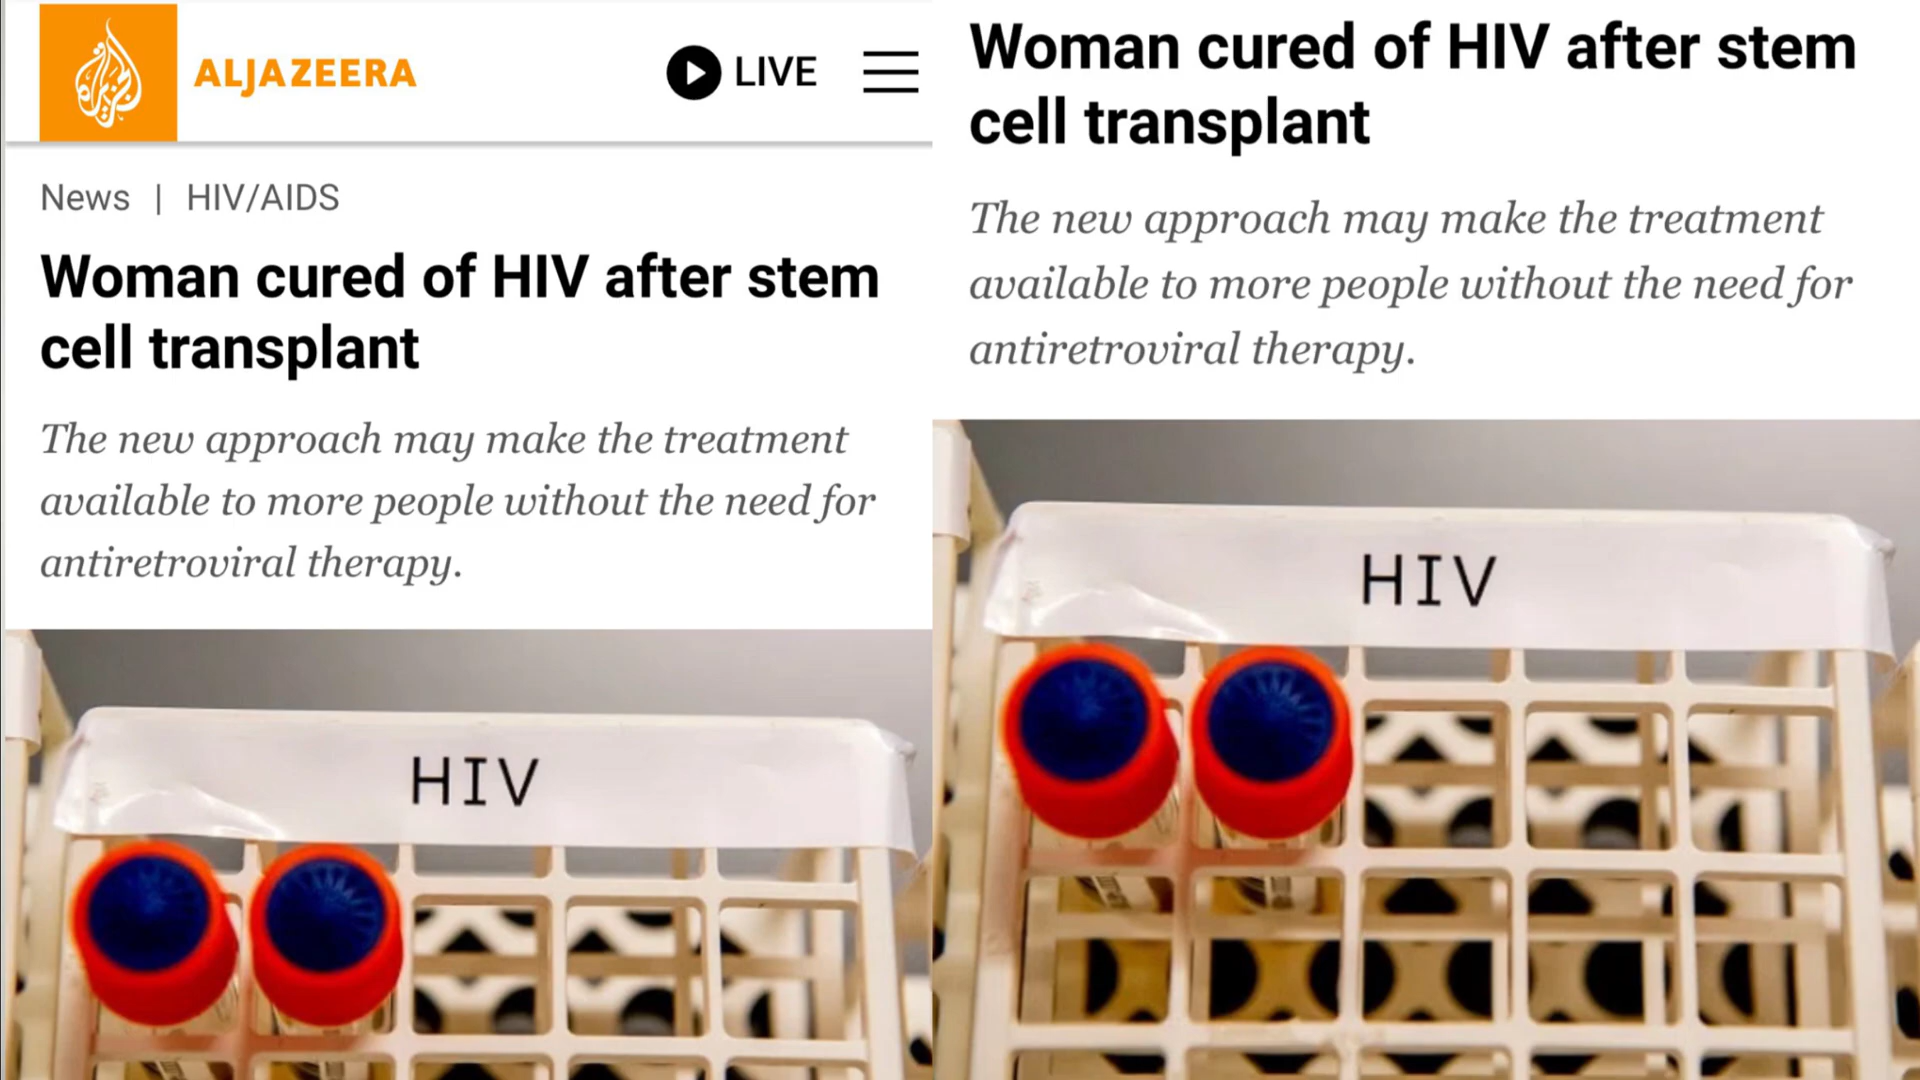 ALJAZEERA
LIVE
News | HIV/AIDS
Woman cured of HIV after stem
cell transplant
The new approach may make the treatment
available to more people without the need for
antiretroviral therapy.
HIV
Woman cured of HIV after stem
cell transplant
The new approach may make the treatment
available to more people without the need for
antiretroviral therapy.
HIV